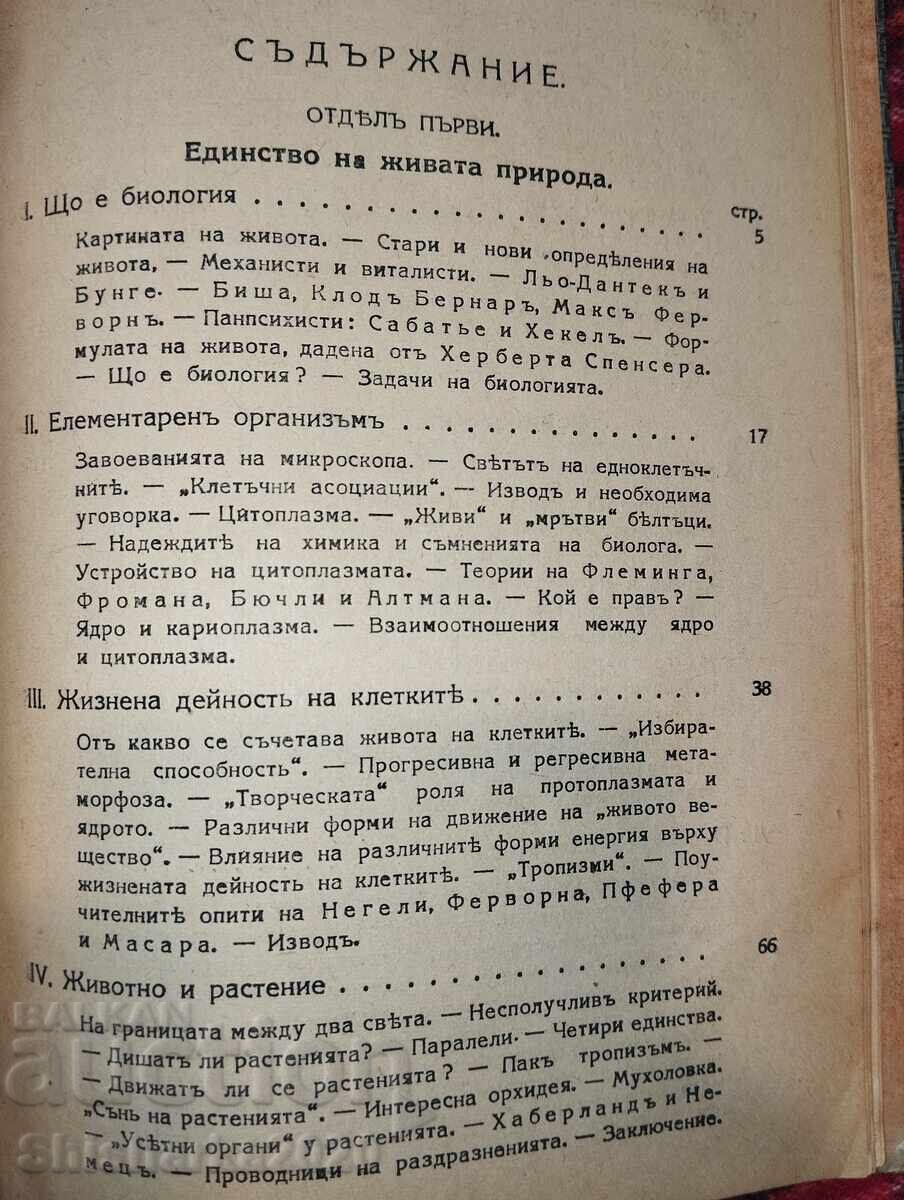 СЪДЪРЖАНИЕ.
ОТДѢЛЪ ПЪРВИ.
Единство на живата природа.
стр.
I. Що е биология . . . . . . . . . . . . . . . . 5
Картината на живота. — Стари и нови опредѣления на
живота, — Механисти и виталисти. — Льо-Дантекъ и
Бунге. — Биша, Клодъ Бернаръ, Максъ Фер-
ворнъ. — Панпсихисти: Сабатье и Хекелъ. — Фор-
мулата на живота, дадена отъ Херберта Спенсера.
— Що е биология? — Задачи на биологията.
II. Елементаренъ организъмъ . . . . . . . . . . . 17
Завоеванията на микроскопа. — Свѣтътъ на едноклетъч-
нитѣ. — „Клетъчни асоциации“. — Изводъ и необходима
уговорка. — Цитоплазма. — „Живи“ и „мрътви“ бѣлтъци.
— Надеждитѣ на химика и съмненията на биолога. —
Устройство на цитоплазмата. — Теории на Флеминга,
Фромана, Бючли и Алтмана. — Кой е правъ? —
Ядро и кариоплазма. — Взаимоотношения между ядро
и цитоплазма.
III. Жизнена дейность на клеткитѣ . . . . . . . . . 38
Отъ какво се съчетава живота на клеткитѣ. — „Избира-
телна способность“. — Прогресивна и регресивна мета-
морфоза. — „Творческата“ роля на протоплазмата и
ядрото. — Различни форми на движение на „живото ве-
щество“. — Влияние на различнитѣ форми енергия върху
жизнената дейность на клеткитѣ. — „Тропизми“. — Поу-
чителнитѣ опити на Негели, Ферворна, Пфефера
и Масара. — Изводъ.
IV. Животно и растение . . . . . . . . . . . . . 66
На границата между два свѣта. — Несполучливъ критерий.
— Дишатъ ли растенията? — Паралели. — Четири единства.
— Движатъ ли се растенията? — Пакъ тропизъмъ. —
„Сънь на растенията“. — Интересна орхидея. — Мухоловка.
— „Усѣтни органи“ у растенията. — Хаберландъ и Не-
мецъ. — Проводници на раздразненията. — Заключение.
BALKAN